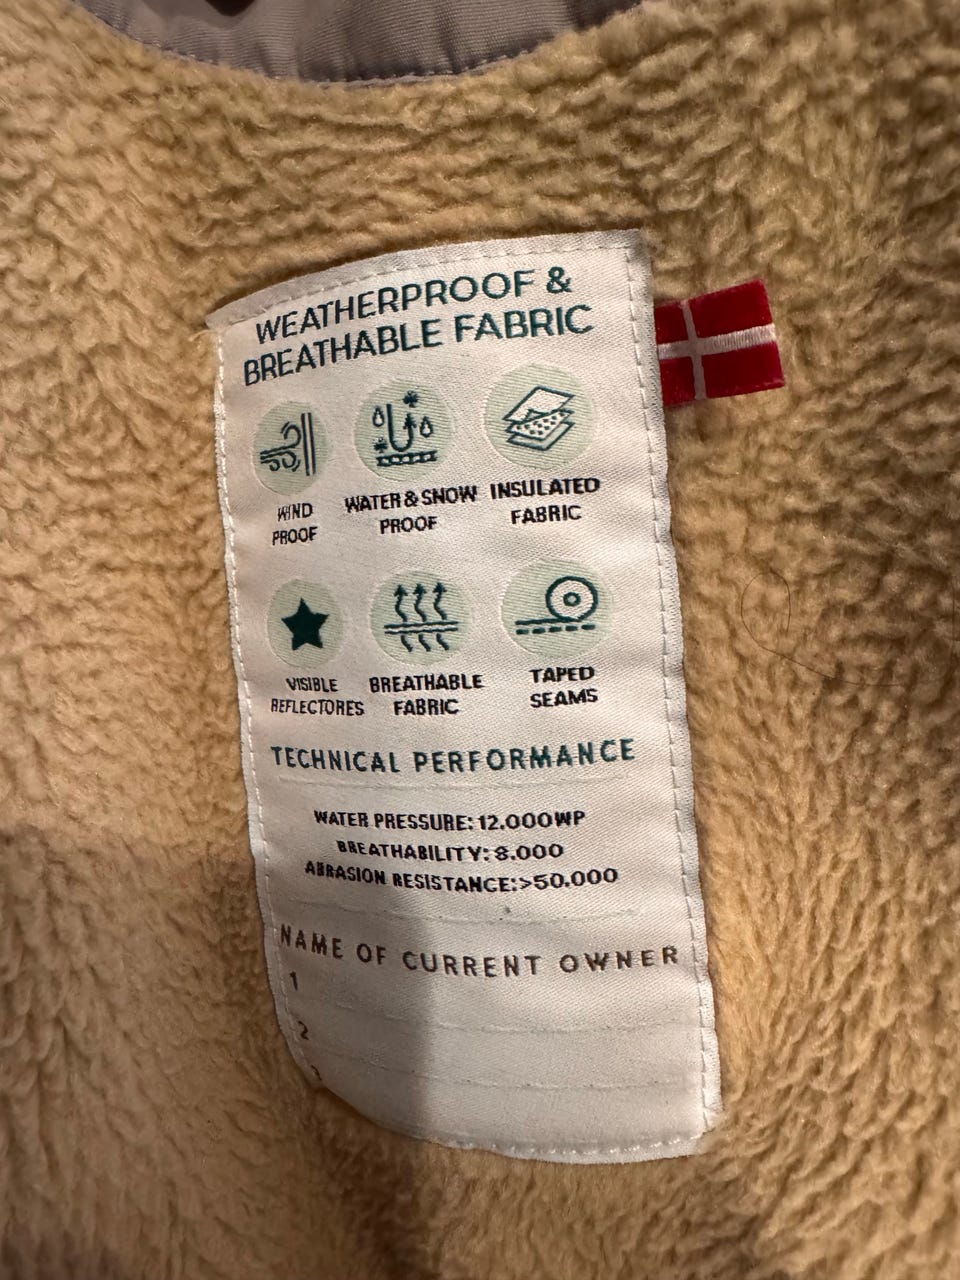 WEATHERPROOF &
BREATHABLE FABRIC
WIND
PROOF
WATER & SNOW
PROOF
INSULATED
FABRIC
VISIBLE
REFLECTORES
BREATHABLE
FABRIC
TAPED
SEAMS
TECHNICAL PERFORMANCE
WATER PRESSURE: 12.000WP
BREATHABILITY: 8.000
ABRASION RESISTANCE:>50.000
NAME OF CURRENT OWNER
1
2